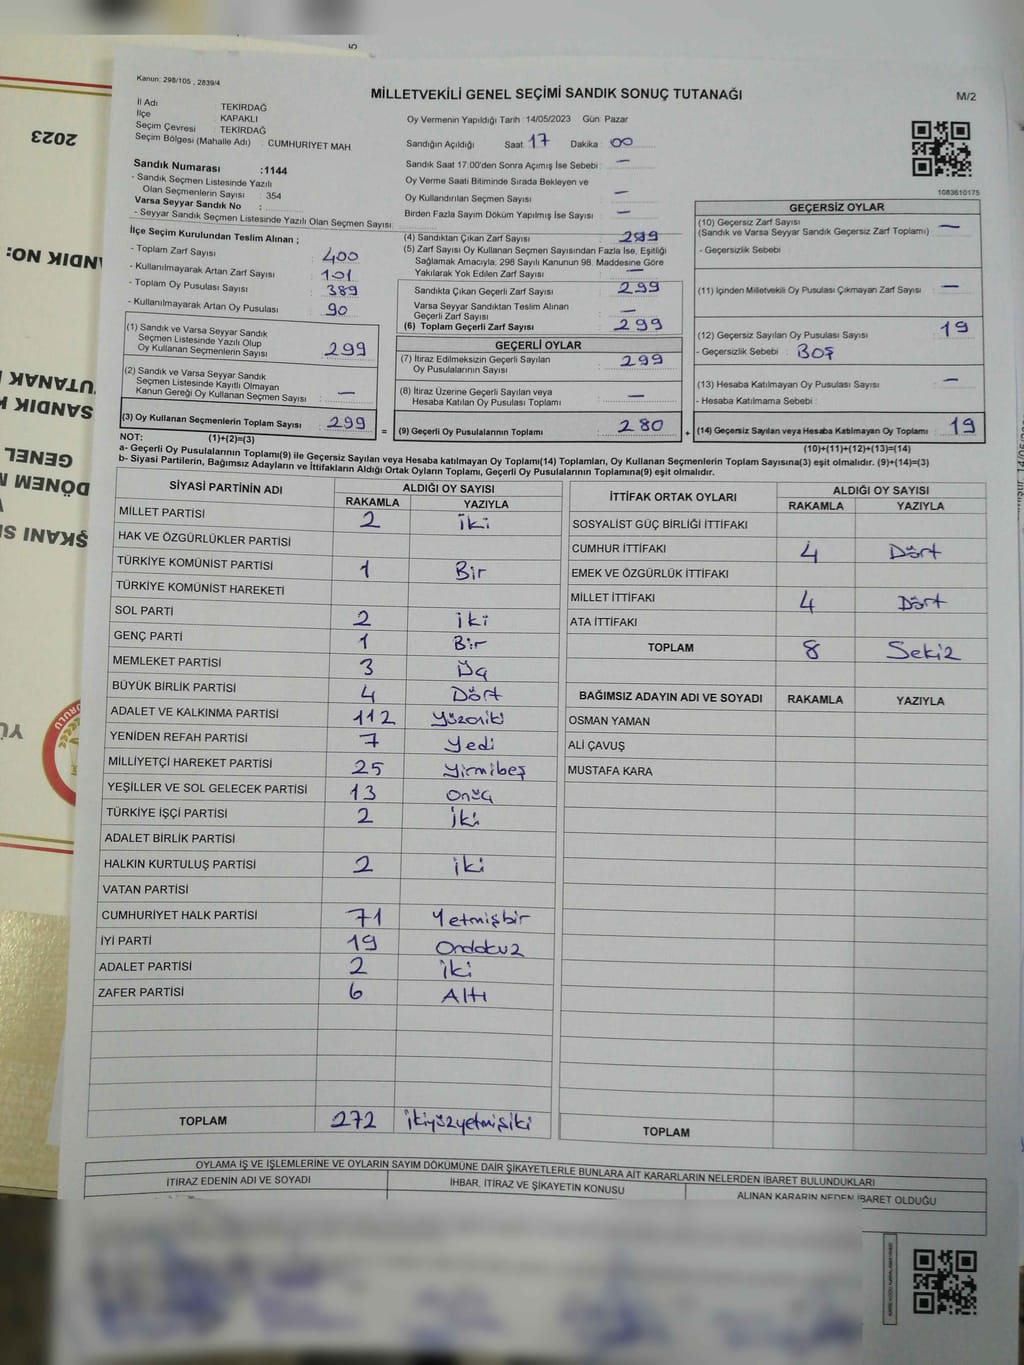 Kanun: 298/105 , 2839/4
MİLLETVEKİLİ GENEL SEÇİMİ SANDIK SONUÇ TUTANAĞI
M/2
İl Adı TEKİRDAĞ
İlçe KAPAKLI
Seçim Çevresi : TEKİRDAĞ
Seçim Bölgesi (Mahalle Adı) : CUMHURİYET MAH.
Oy Vermenin Yapıldığı Tarih : 14/05/2023 Gün: Pazar
Sandığın Açıldığı Saat: 17 Dakika : 00
Sandık Saat 17.00'den Sonra Açımış İse Sebebi : —
Oy Verme Saati Bitiminde Sırada Bekleyen ve
Oy Kullandırılan Seçmen Sayısı : —
Birden Fazla Sayım Döküm Yapılmış İse Sayısı : —
1083610175
Sandık Numarası :1144
- Sandık Seçmen Listesinde Yazılı
Olan Seçmenlerin Sayısı : 354
Varsa Seyyar Sandık No :
- Seyyar Sandık Seçmen Listesinde Yazılı Olan Seçmen Sayısı:
İlçe Seçim Kurulundan Teslim Alınan ;
- Toplam Zarf Sayısı : 400
- Kullanılmayarak Artan Zarf Sayısı : 101
- Toplam Oy Pusulası Sayısı : 389
- Kullanılmayarak Artan Oy Pusulası : 90
(1) Sandık ve Varsa Seyyar Sandık
Seçmen Listesinde Yazılı Olup
Oy Kullanan Seçmenlerin Sayısı : 299
(2) Sandık ve Varsa Seyyar Sandık
Seçmen Listesinde Kayıtlı Olmayan
Kanun Gereği Oy Kullanan Seçmen Sayısı : —
(3) Oy Kullanan Seçmenlerin Toplam Sayısı : 299
(4) Sandıktan Çıkan Zarf Sayısı : 299
(5) Zarf Sayısı Oy Kullanan Seçmen Sayısından Fazla İse, Eşitliği
Sağlamak Amacıyla; 298 Sayılı Kanunun 98. Maddesine Göre
Yakılarak Yok Edilen Zarf Sayısı : —
Sandıkta Çıkan Geçerli Zarf Sayısı : 299
Varsa Seyyar Sandıktan Teslim Alınan
Geçerli Zarf Sayısı : —
(6) Toplam Geçerli Zarf Sayısı : 299
GEÇERLİ OYLAR
(7) İtiraz Edilmeksizin Geçerli Sayılan
Oy Pusulalarının Sayısı : 299
(8) İtiraz Üzerine Geçerli Sayılan veya
Hesaba Katılan Oy Pusulası Toplamı : —
= (9) Geçerli Oy Pusulalarının Toplamı : 280
GEÇERSİZ OYLAR
(10) Geçersiz Zarf Sayısı
(Sandık ve Varsa Seyyar Sandık Geçersiz Zarf Toplamı) : —
- Geçersizlik Sebebi :
(11) İçinden Milletvekili Oy Pusulası Çıkmayan Zarf Sayısı : —
(12) Geçersiz Sayılan Oy Pusulası Sayısı : 19
- Geçersizlik Sebebi : BOŞ
(13) Hesaba Katılmayan Oy Pusulası Sayısı : —
- Hesaba Katılmama Sebebi :
+ (14) Geçersiz Sayılan veya Hesaba Katılmayan Oy Toplamı : 19
NOT: (1)+(2)=(3)
(10)+(11)+(12)+(13)=(14)
a- Geçerli Oy Pusulalarının Toplamı(9) ile Geçersiz Sayılan veya Hesaba katılmayan Oy Toplamı(14) Toplamları, Oy Kullanan Seçmenlerin Toplam Sayısına(3) eşit olmalıdır. (9)+(14)=(3)
b- Siyasi Partilerin, Bağımsız Adayların ve İttifakların Aldığı Ortak Oyların Toplamı, Geçerli Oy Pusulalarının Toplamına(9) eşit olmalıdır.
SİYASİ PARTİNİN ADI ALDIĞI OY SAYISI
RAKAMLA YAZIYLA
MİLLET PARTİSİ 2 iki
HAK VE ÖZGÜRLÜKLER PARTİSİ
TÜRKİYE KOMÜNİST PARTİSİ 1 Bir
TÜRKİYE KOMÜNİST HAREKETİ
SOL PARTİ 2 iki
GENÇ PARTİ 1 Bir
MEMLEKET PARTİSİ 3 Üç
BÜYÜK BİRLİK PARTİSİ 4 Dört
ADALET VE KALKINMA PARTİSİ 112 Yüzoniki
YENİDEN REFAH PARTİSİ 7 Yedi
MİLLİYETÇİ HAREKET PARTİSİ 25 Yirmibeş
YEŞİLLER VE SOL GELECEK PARTİSİ 13 Onüç
TÜRKİYE İŞÇİ PARTİSİ 2 İki
ADALET BİRLİK PARTİSİ
HALKIN KURTULUŞ PARTİSİ 2 iki
VATAN PARTİSİ
CUMHURİYET HALK PARTİSİ 71 Yetmişbir
İYİ PARTİ 19 Ondokuz
ADALET PARTİSİ 2 iki
ZAFER PARTİSİ 6 Altı
TOPLAM 272 İkiyüzyetmişiki
İTTİFAK ORTAK OYLARI ALDIĞI OY SAYISI
RAKAMLA YAZIYLA
SOSYALİST GÜÇ BİRLİĞİ İTTİFAKI
CUMHUR İTTİFAKI 4 Dört
EMEK VE ÖZGÜRLÜK İTTİFAKI
MİLLET İTTİFAKI 4 Dört
ATA İTTİFAKI
TOPLAM 8 Sekiz
BAĞIMSIZ ADAYIN ADI VE SOYADI RAKAMLA YAZIYLA
OSMAN YAMAN
ALİ ÇAVUŞ
MUSTAFA KARA
TOPLAM
OYLAMA İŞ VE İŞLEMLERİNE VE OYLARIN SAYIM DÖKÜMÜNE DAİR ŞİKAYETLERLE BUNLARA AİT KARARLARIN NELERDEN İBARET BULUNDUKLARI
İTİRAZ EDENİN ADI VE SOYADI İHBAR, İTİRAZ VE ŞİKAYETİN KONUSU ALINAN KARARIN NEDEN İBARET OLDUĞU
2023
ANDIK NO: